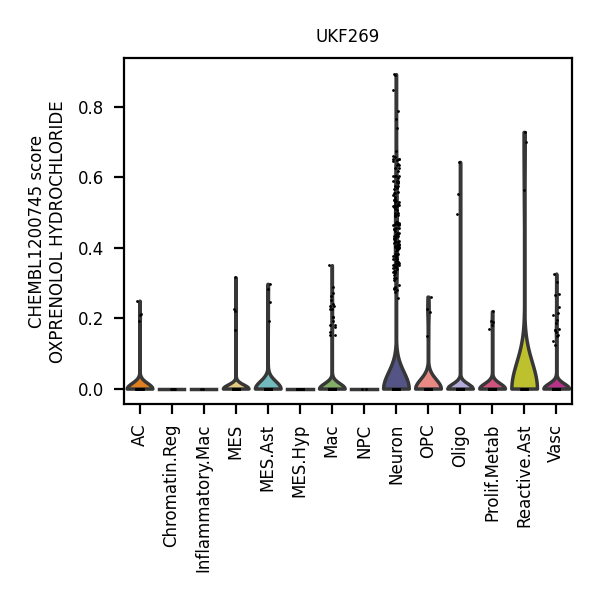 UKF269
CHEMBL1200745 score
OXPRENOLOL HYDROCHLORIDE
0.8
0.6
0.4
0.2
0.0
AC
Chromatin.Reg
Inflammatory.Mac
MES
MES.Ast
MES.Hyp
Mac
NPC
Neuron
OPC
Oligo
Prolif.Metab
Reactive.Ast
Vasc